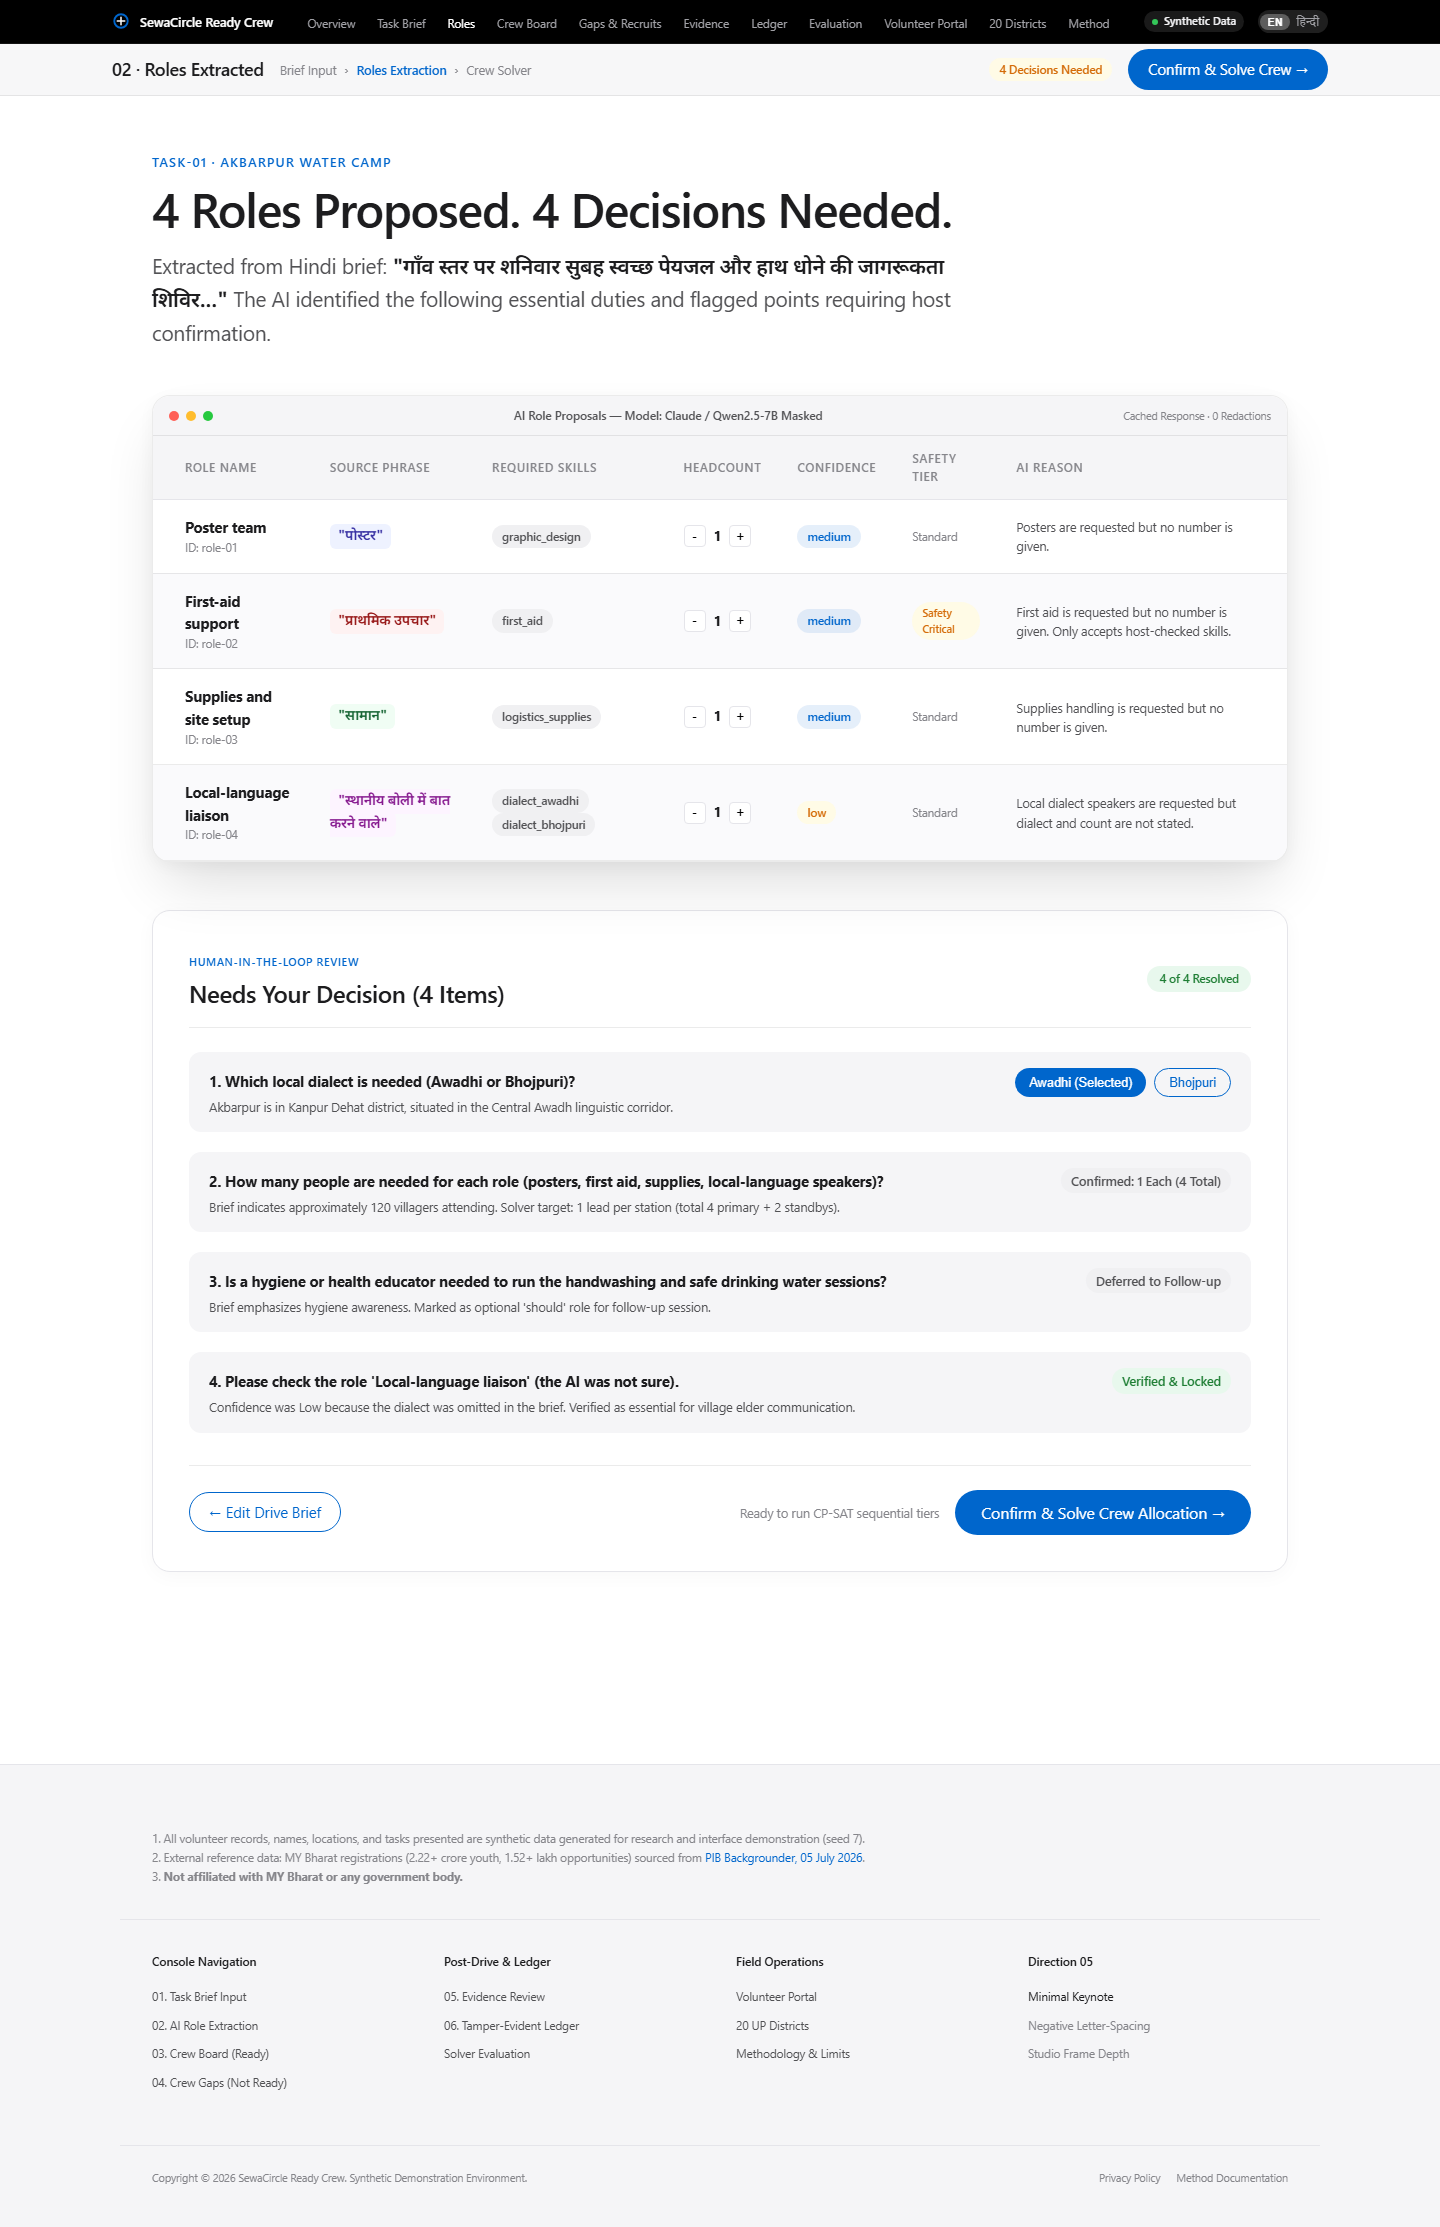 SewaCircle Ready Crew
Overview Task Brief Roles Crew Board Gaps & Recruits Evidence Ledger Evaluation Volunteer Portal 20 Districts Method
Synthetic Data
EN हिन्दी
02 · Roles Extracted
Brief Input › Roles Extraction › Crew Solver
4 Decisions Needed
Confirm & Solve Crew →
TASK-01 · AKBARPUR WATER CAMP
4 Roles Proposed. 4 Decisions Needed.
Extracted from Hindi brief: "गाँव स्तर पर शनिवार सुबह स्वच्छ पेयजल और हाथ धोने की जागरूकता
शिविर..." The AI identified the following essential duties and flagged points requiring host
confirmation.
AI Role Proposals — Model: Claude / Qwen2.5-7B Masked
Cached Response · 0 Redactions
ROLE NAME SOURCE PHRASE REQUIRED SKILLS HEADCOUNT CONFIDENCE SAFETY TIER AI REASON
Poster team
ID: role-01
"पोस्टर"
graphic_design
- 1 +
medium
Standard
Posters are requested but no number is
given.
First-aid
support
ID: role-02
"प्राथमिक उपचार"
first_aid
- 1 +
medium
Safety
Critical
First aid is requested but no number is
given. Only accepts host-checked skills.
Supplies and
site setup
ID: role-03
"सामान"
logistics_supplies
- 1 +
medium
Standard
Supplies handling is requested but no
number is given.
Local-language
liaison
ID: role-04
"स्थानीय बोली में बात
करने वाले"
dialect_awadhi
dialect_bhojpuri
- 1 +
low
Standard
Local dialect speakers are requested but
dialect and count are not stated.
HUMAN-IN-THE-LOOP REVIEW
Needs Your Decision (4 Items)
4 of 4 Resolved
1. Which local dialect is needed (Awadhi or Bhojpuri)?
Akbarpur is in Kanpur Dehat district, situated in the Central Awadh linguistic corridor.
Awadhi (Selected) Bhojpuri
2. How many people are needed for each role (posters, first aid, supplies, local-language speakers)?
Brief indicates approximately 120 villagers attending. Solver target: 1 lead per station (total 4 primary + 2 standbys).
Confirmed: 1 Each (4 Total)
3. Is a hygiene or health educator needed to run the handwashing and safe drinking water sessions?
Brief emphasizes hygiene awareness. Marked as optional 'should' role for follow-up session.
Deferred to Follow-up
4. Please check the role 'Local-language liaison' (the AI was not sure).
Confidence was Low because the dialect was omitted in the brief. Verified as essential for village elder communication.
Verified & Locked
← Edit Drive Brief
Ready to run CP-SAT sequential tiers
Confirm & Solve Crew Allocation →
1. All volunteer records, names, locations, and tasks presented are synthetic data generated for research and interface demonstration (seed 7).
2. External reference data: MY Bharat registrations (2.22+ crore youth, 1.52+ lakh opportunities) sourced from PIB Backgrounder, 05 July 2026.
3. Not affiliated with MY Bharat or any government body.
Console Navigation
01. Task Brief Input
02. AI Role Extraction
03. Crew Board (Ready)
04. Crew Gaps (Not Ready)
Post-Drive & Ledger
05. Evidence Review
06. Tamper-Evident Ledger
Solver Evaluation
Field Operations
Volunteer Portal
20 UP Districts
Methodology & Limits
Direction 05
Minimal Keynote
Negative Letter-Spacing
Studio Frame Depth
Copyright © 2026 SewaCircle Ready Crew. Synthetic Demonstration Environment.
Privacy Policy Method Documentation